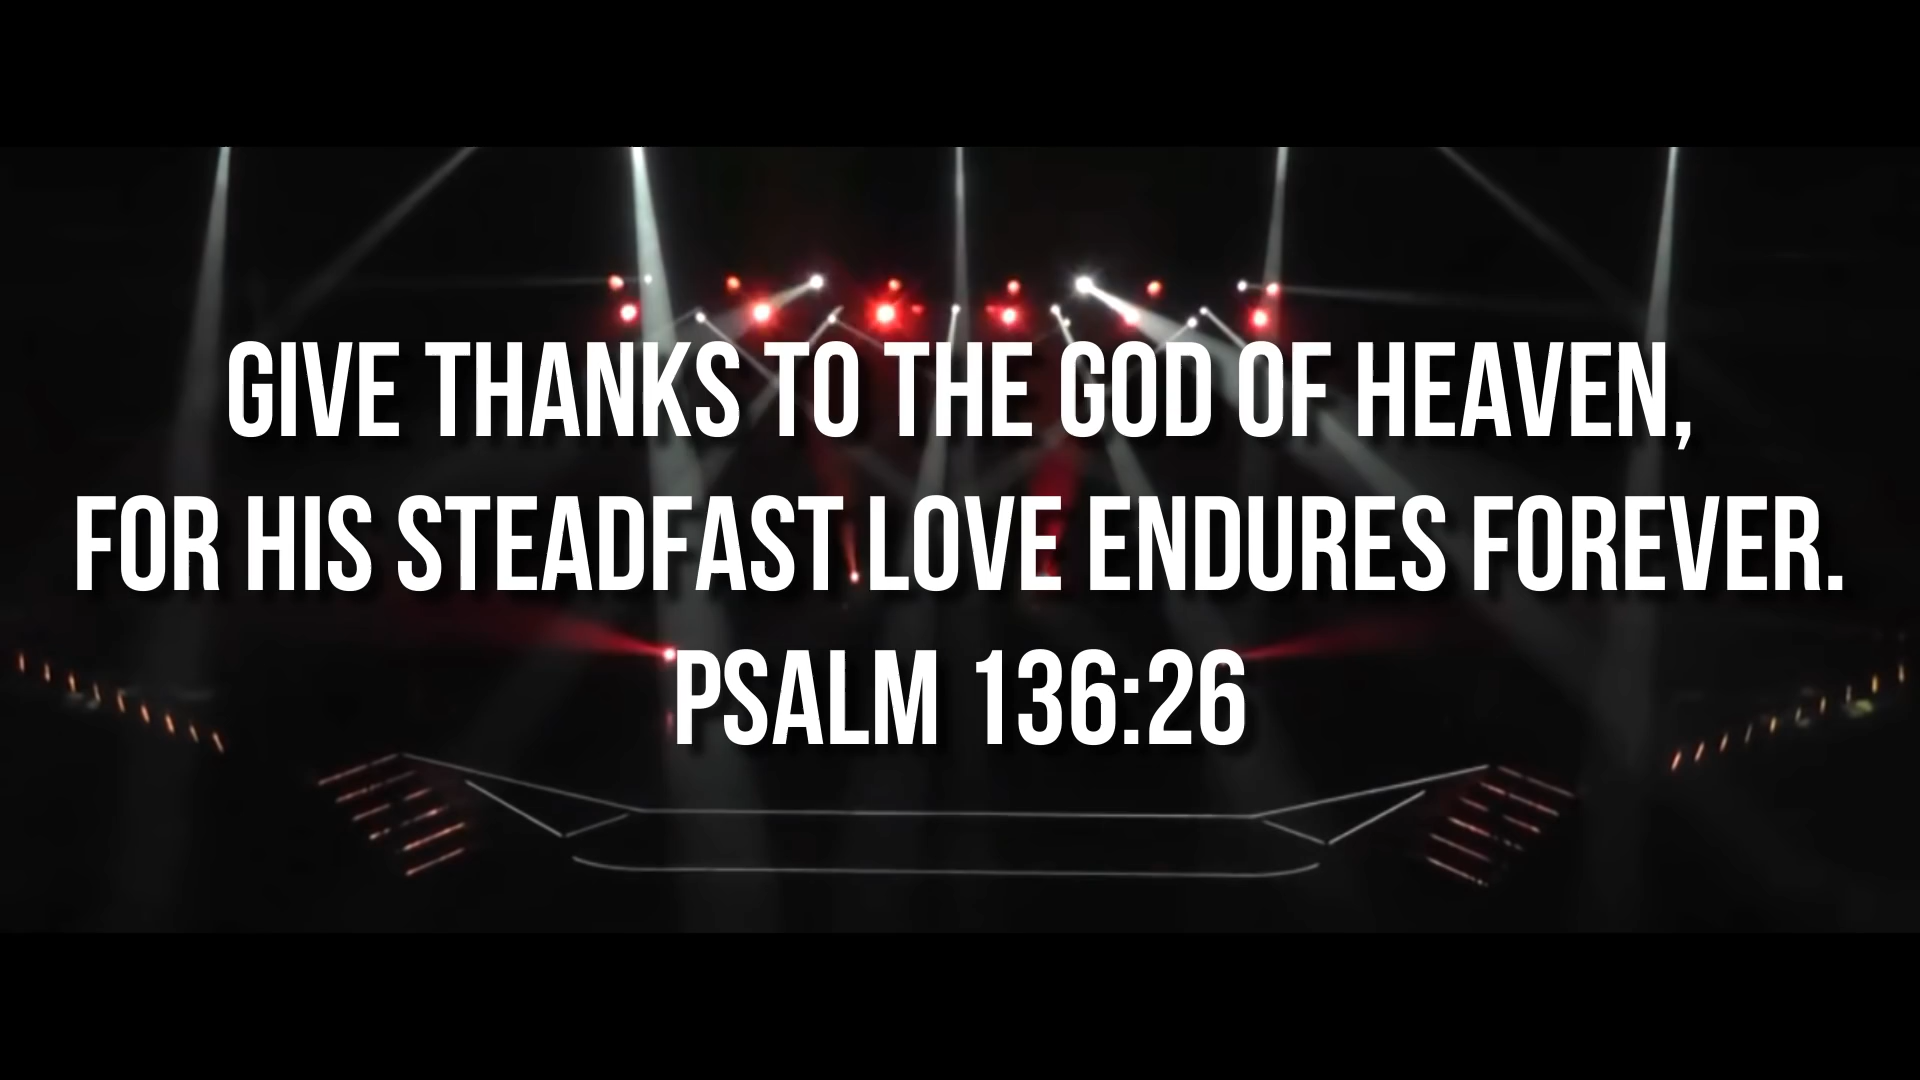 GIVE THANKS TO THE GOD OF HEAVEN,
FOR HIS STEADFAST LOVE ENDURES FOREVER.
PSALM 136:26